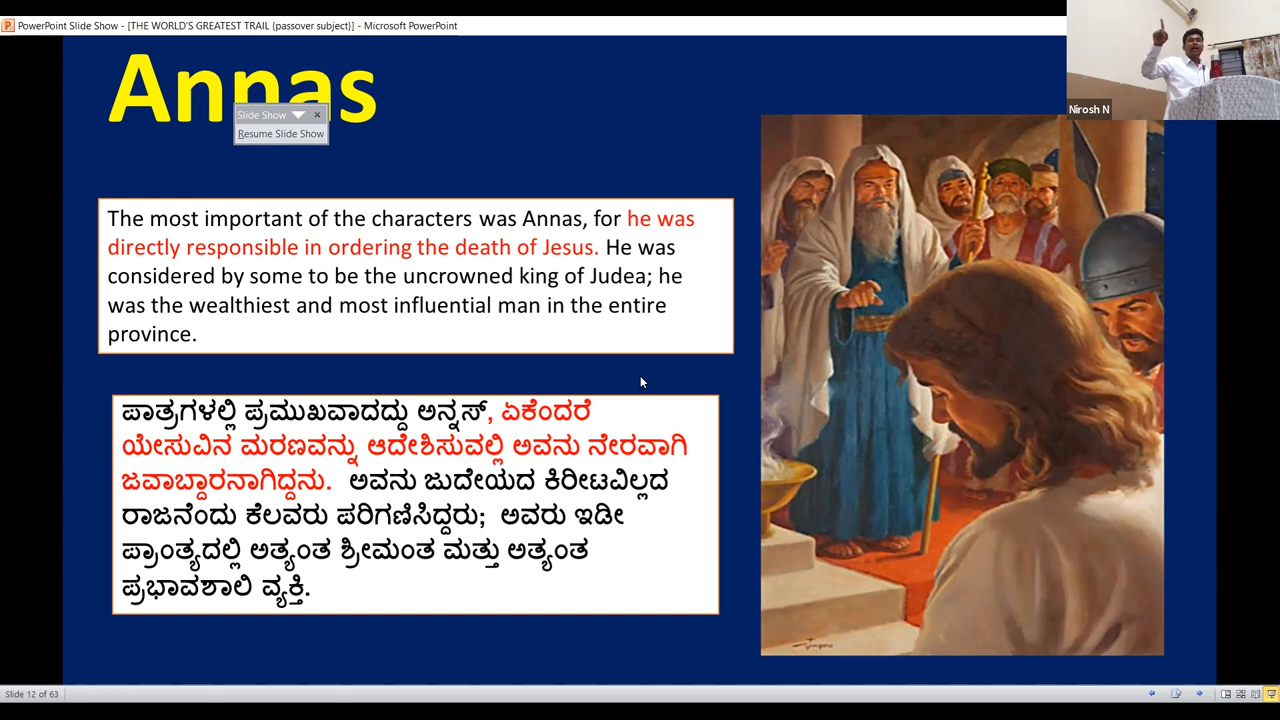 PowerPoint Slide Show - [THE WORLD'S GREATEST TRAIL (passover subject)] - Microsoft PowerPoint
Annas
Slide Show
Resume Slide Show
Nirosh N
The most important of the characters was Annas, for he was
directly responsible in ordering the death of Jesus. He was
considered by some to be the uncrowned king of Judea; he
was the wealthiest and most influential man in the entire
province.
ಪಾತ್ರಗಳಲ್ಲಿ ಪ್ರಮುಖವಾದದ್ದು ಅನ್ನಸ್, ಏಕೆಂದರೆ
ಯೇಸುವಿನ ಮರಣವನ್ನು ಆದೇಶಿಸುವಲ್ಲಿ ಅವನು ನೇರವಾಗಿ
ಜವಾಬ್ದಾರನಾಗಿದ್ದನು. ಅವನು ಜುದೇಯದ ಕಿರೀಟವಿಲ್ಲದ
ರಾಜನೆಂದು ಕೆಲವರು ಪರಿಗಣಿಸಿದ್ದರು; ಅವರು ಇಡೀ
ಪ್ರಾಂತ್ಯದಲ್ಲಿ ಅತ್ಯಂತ ಶ್ರೀಮಂತ ಮತ್ತು ಅತ್ಯಂತ
ಪ್ರಭಾವಶಾಲಿ ವ್ಯಕ್ತಿ.
Slide 12 of 63